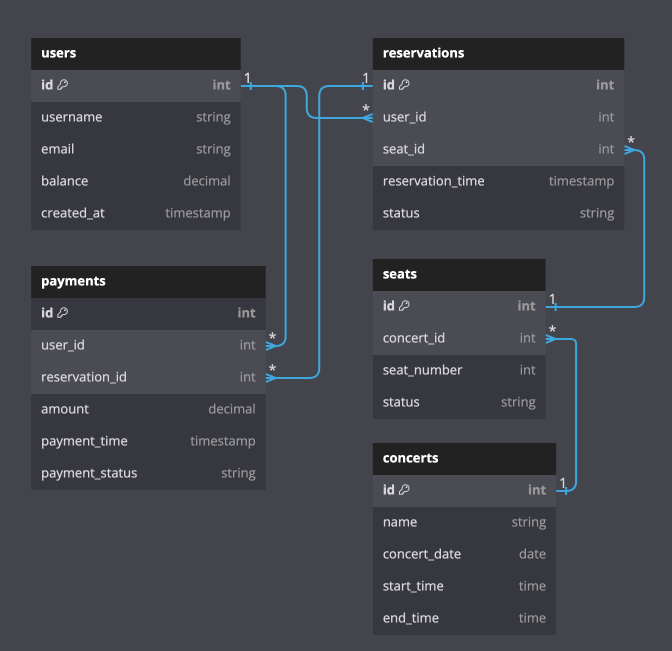 users
id int
username string
email string
balance decimal
created_at timestamp
1
reservations
1
id int
*
user_id int
seat_id int
*
reservation_time timestamp
status string
payments
id int
user_id int
*
reservation_id int
*
amount decimal
payment_time timestamp
payment_status string
seats
id int
1
concert_id int
*
seat_number int
status string
concerts
id int
1
name string
concert_date date
start_time time
end_time time